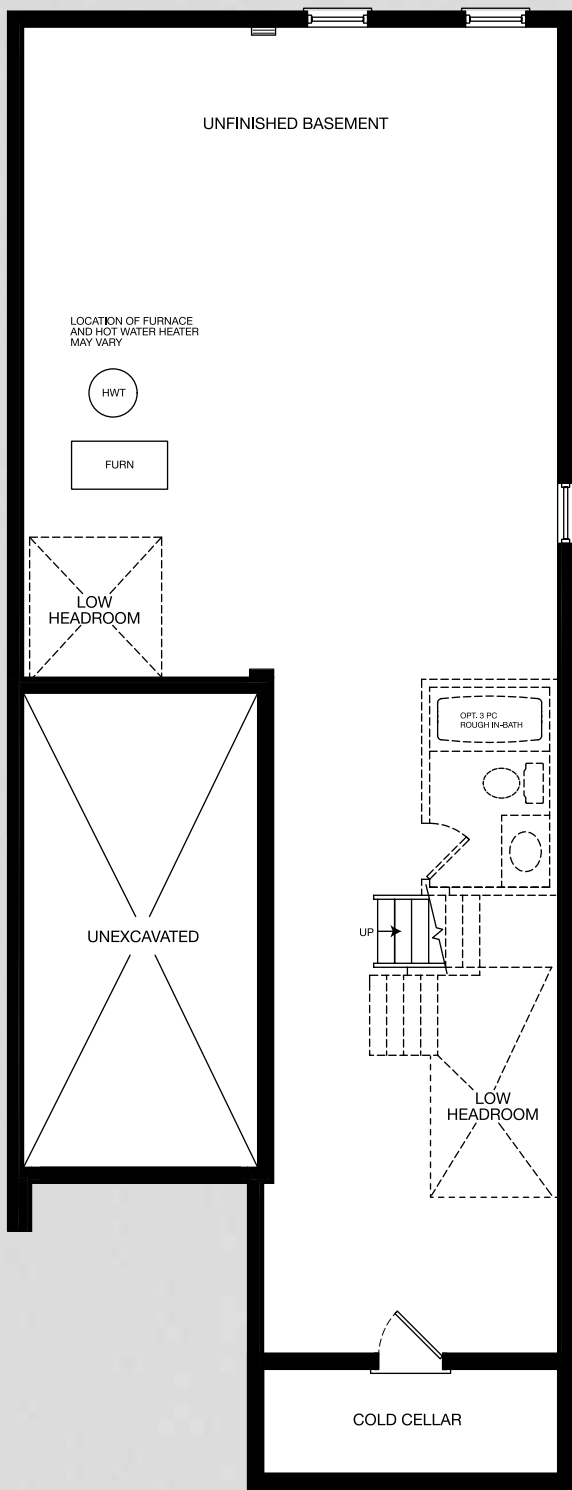 UNFINISHED BASEMENT
LOCATION OF FURNACE
AND HOT WATER HEATER
MAY VARY
HWT
FURN
LOW
HEADROOM
OPT. 3 PC
ROUGH IN-BATH
UNEXCAVATED
UP
LOW
HEADROOM
COLD CELLAR